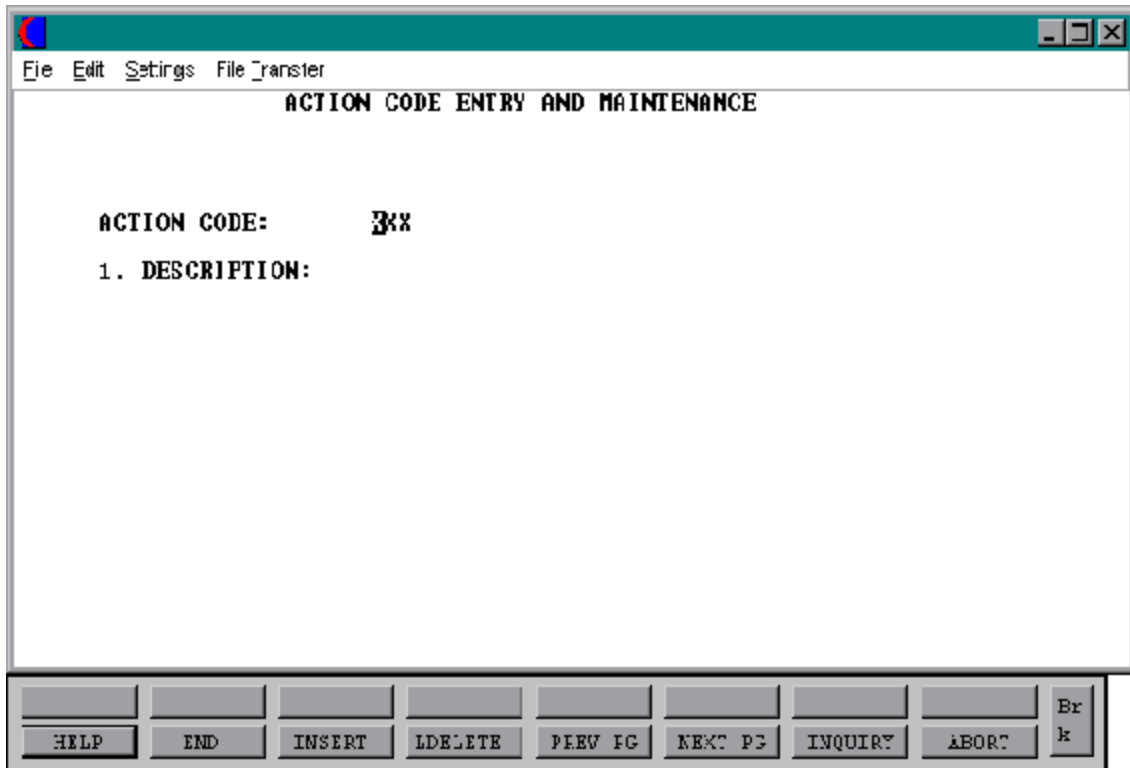 File Edit Settings File Transfer
ACTION CODE ENTRY AND MAINTENANCE
ACTION CODE: XXX
1. DESCRIPTION:
Br
k
HELP END INSERT LDELETE PREV PG NEXT PG INQUIRY ABORT